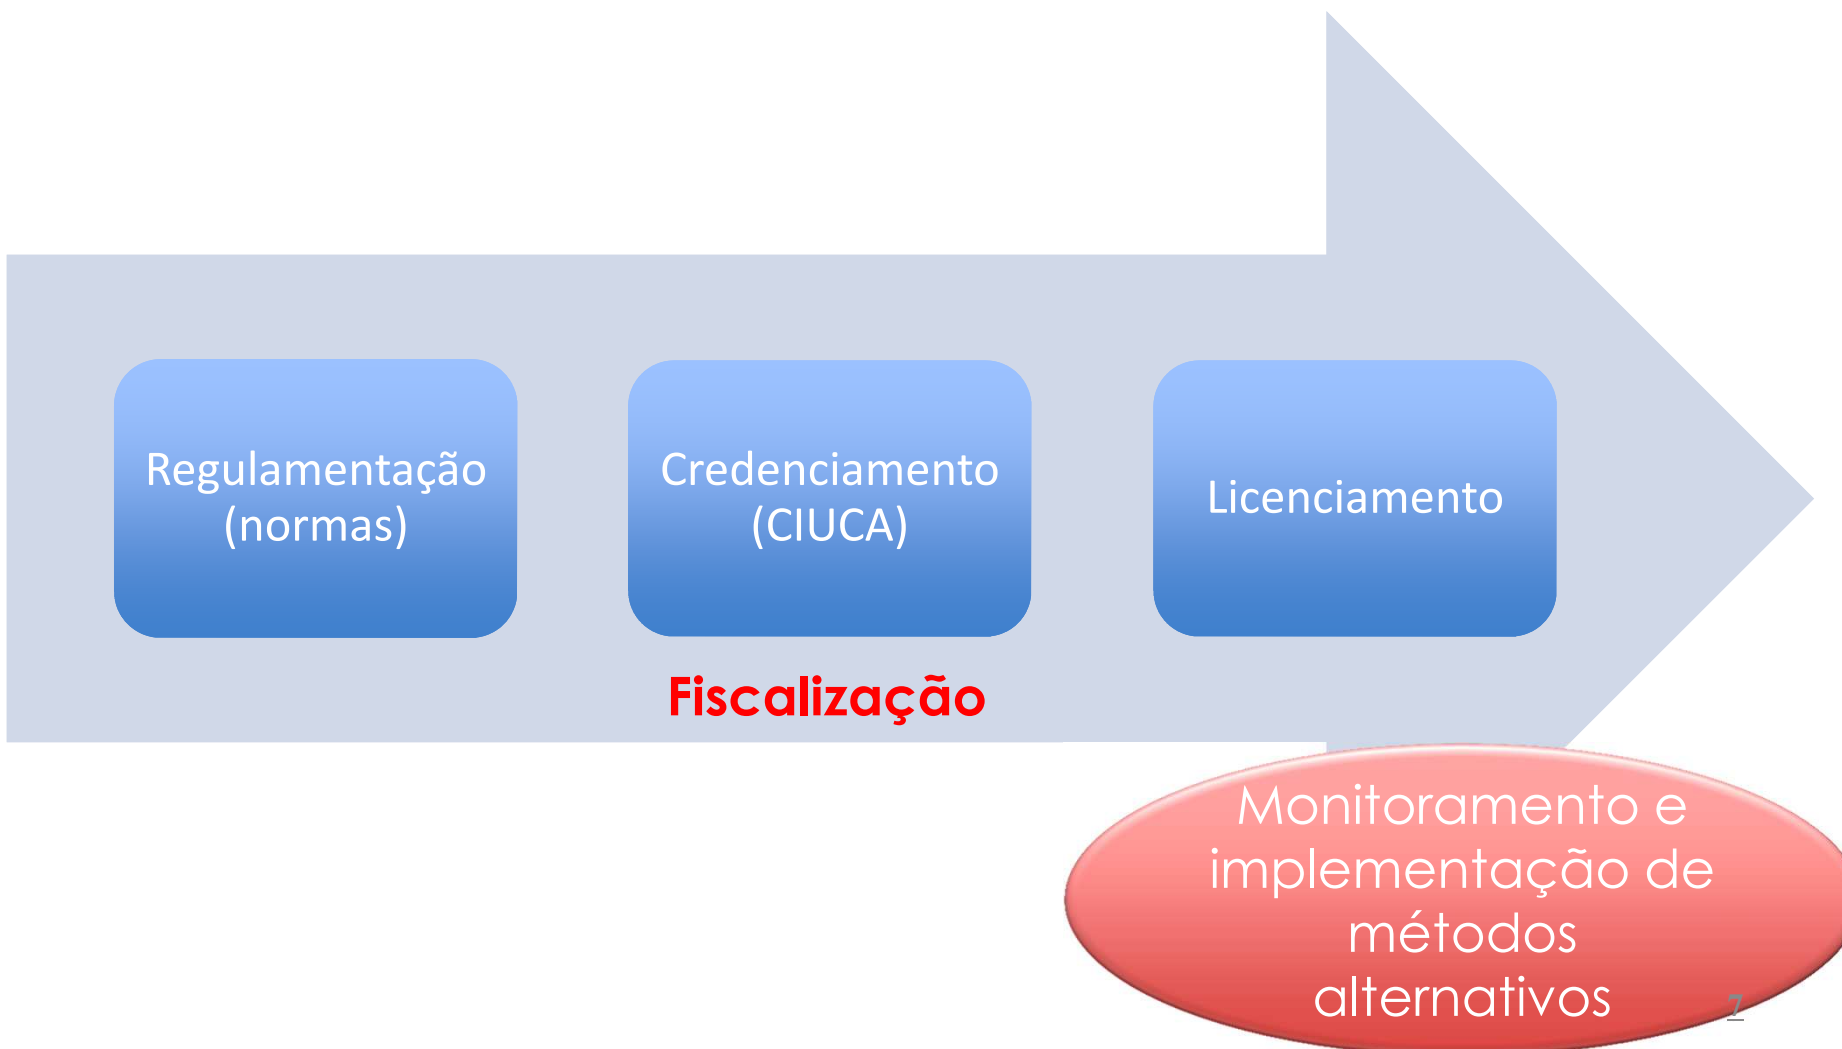 Regulamentação
(normas)
Credenciamento
(CIUCA)
Licenciamento
Fiscalização
Monitoramento e
implementação de
métodos
alternativos
7